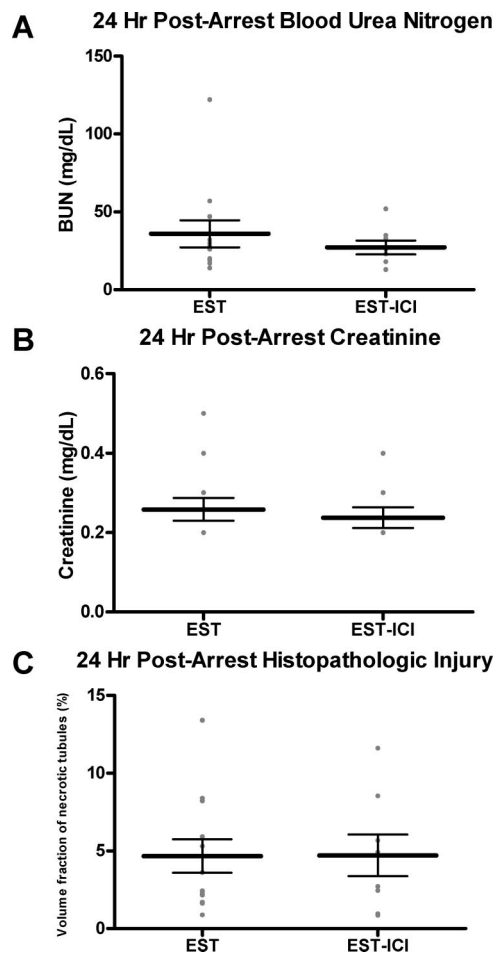 A
24 Hr Post-Arrest Blood Urea Nitrogen
BUN (mg/dL)
150
100
50
0
EST
EST-ICI
B
24 Hr Post-Arrest Creatinine
Creatinine (mg/dL)
0.6
0.4
0.2
0.0
EST
EST-ICI
C
24 Hr Post-Arrest Histopathologic Injury
Volume fraction of necrotic tubules (%)
15
10
5
0
EST
EST-ICI